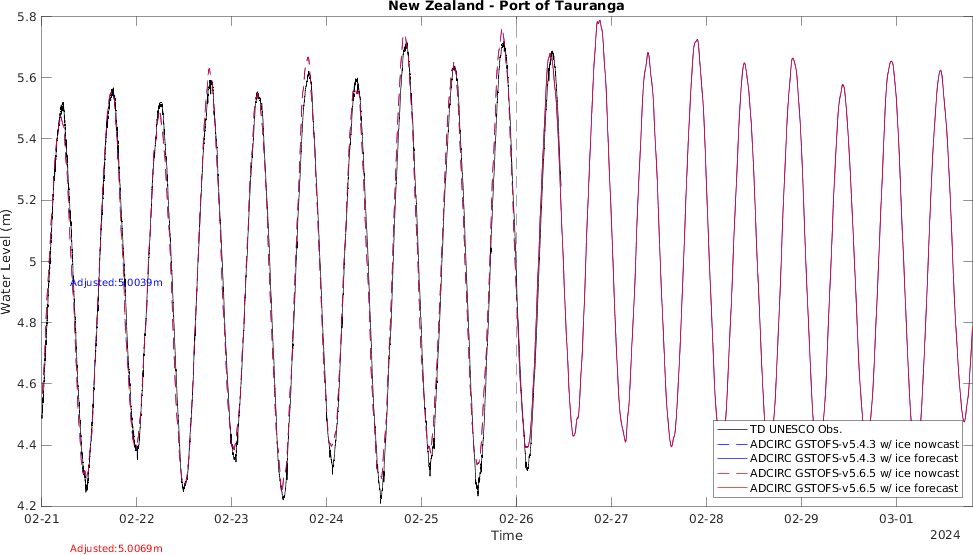 New Zealand - Port of Tauranga
5.8
5.6
5.4
5.2
5
4.8
4.6
4.4
4.2
Water Level (m)
Adjusted:5.0039m
TD UNESCO Obs.
ADCIRC GSTOFS-v5.4.3 w/ ice nowcast
ADCIRC GSTOFS-v5.4.3 w/ ice forecast
ADCIRC GSTOFS-v5.6.5 w/ ice nowcast
ADCIRC GSTOFS-v5.6.5 w/ ice forecast
02-21 02-22 02-23 02-24 02-25 02-26 02-27 02-28 02-29 03-01
Time
2024
Adjusted:5.0069m